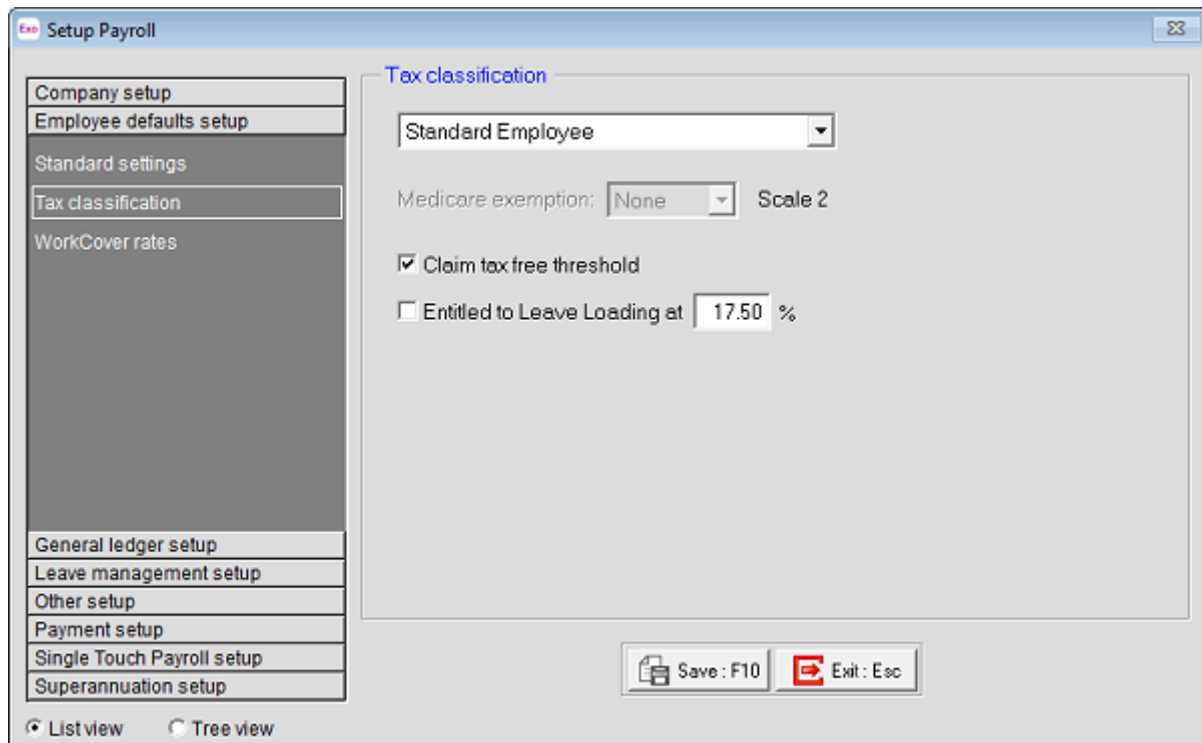 Exo Setup Payroll
Company setup
Employee defaults setup
Standard settings
Tax classification
WorkCover rates
General ledger setup
Leave management setup
Other setup
Payment setup
Single Touch Payroll setup
Superannuation setup
List view Tree view
Tax classification
Standard Employee
Medicare exemption: None Scale 2
Claim tax free threshold
Entitled to Leave Loading at 17.50 %
Save : F10 Exit : Esc